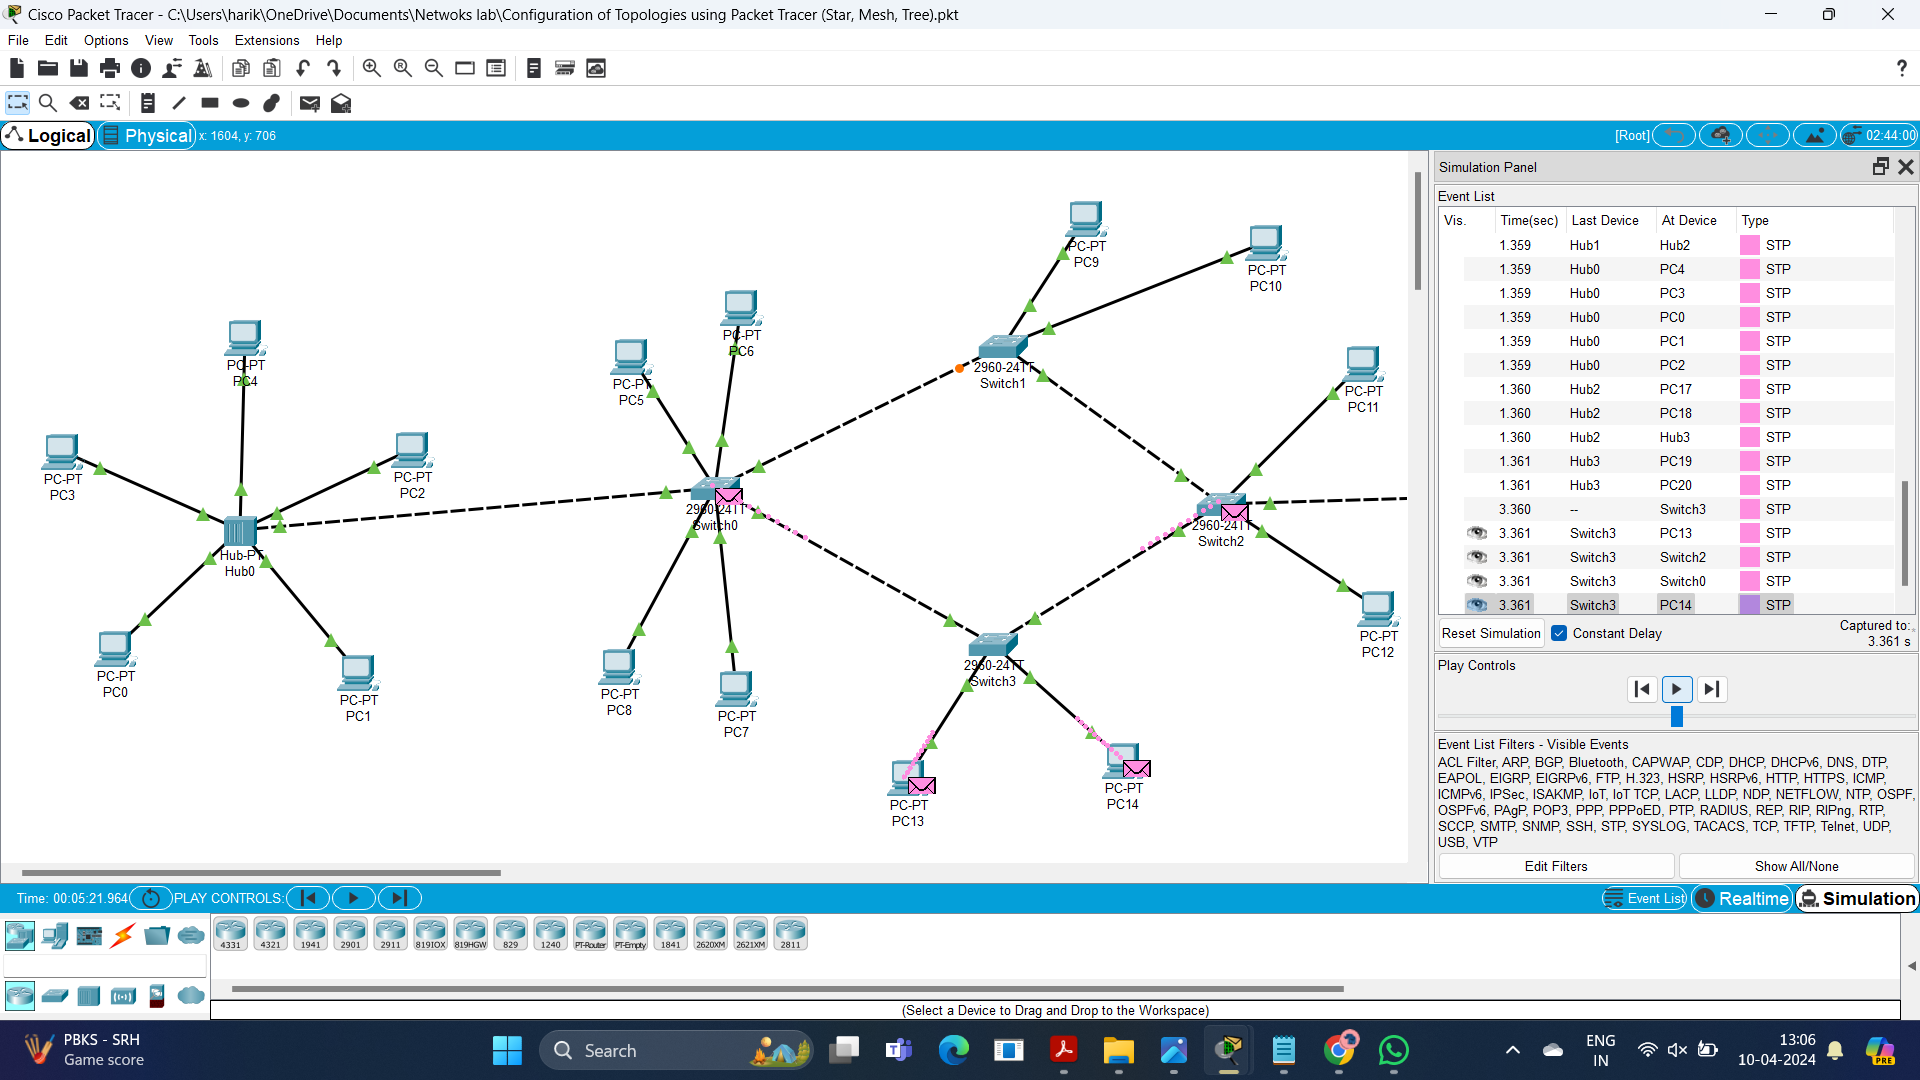 Cisco Packet Tracer - C:\Users\harik\OneDrive\Documents\Netwoks lab\Configuration of Topologies using Packet Tracer (Star, Mesh, Tree).pkt
File Edit Options View Tools Extensions Help
?
Logical Physical x: 1604, y: 706 [Root] 02:44:00
PC-PT
PC9
PC-PT
PC10
PC-PT
PC6
PC-PT
PC4
PC-PT
PC5
2960-24TT
Switch1
PC-PT
PC11
PC-PT
PC3
PC-PT
PC2
2960-24TT
Switch0
2960-24TT
Switch2
Hub-PT
Hub0
PC-PT
PC12
PC-PT
PC0
PC-PT
PC1
PC-PT
PC8
PC-PT
PC7
2960-24TT
Switch3
PC-PT
PC13
PC-PT
PC14
Simulation Panel
Event List
Vis. Time(sec) Last Device At Device Type
1.359 Hub1 Hub2 STP
1.359 Hub0 PC4 STP
1.359 Hub0 PC3 STP
1.359 Hub0 PC0 STP
1.359 Hub0 PC1 STP
1.359 Hub0 PC2 STP
1.360 Hub2 PC17 STP
1.360 Hub2 PC18 STP
1.360 Hub2 Hub3 STP
1.361 Hub3 PC19 STP
1.361 Hub3 PC20 STP
3.360 -- Switch3 STP
3.361 Switch3 PC13 STP
3.361 Switch3 Switch2 STP
3.361 Switch3 Switch0 STP
3.361 Switch3 PC14 STP
Reset Simulation Constant Delay Captured to:
3.361 s
Play Controls
Event List Filters - Visible Events
ACL Filter, ARP, BGP, Bluetooth, CAPWAP, CDP, DHCP, DHCPv6, DNS, DTP,
EAPOL, EIGRP, EIGRPv6, FTP, H.323, HSRP, HSRPv6, HTTP, HTTPS, ICMP,
ICMPv6, IPSec, ISAKMP, IoT, IoT TCP, LACP, LLDP, NDP, NETFLOW, NTP, OSPF,
OSPFv6, PAgP, POP3, PPP, PPPoED, PTP, RADIUS, REP, RIP, RIPng, RTP,
SCCP, SMTP, SNMP, SSH, STP, SYSLOG, TACACS, TCP, TFTP, Telnet, UDP,
USB, VTP
Edit Filters Show All/None
Time: 00:05:21.964 PLAY CONTROLS: Event List Realtime Simulation
4331 4321 1941 2901 2911 819IOX 819HGW 829 1240 PT-Router PT-Empty 1841 2620XM 2621XM 2811
(Select a Device to Drag and Drop to the Workspace)
PBKS - SRH
Game score
Search
ENG
IN
13:06
10-04-2024
PRE